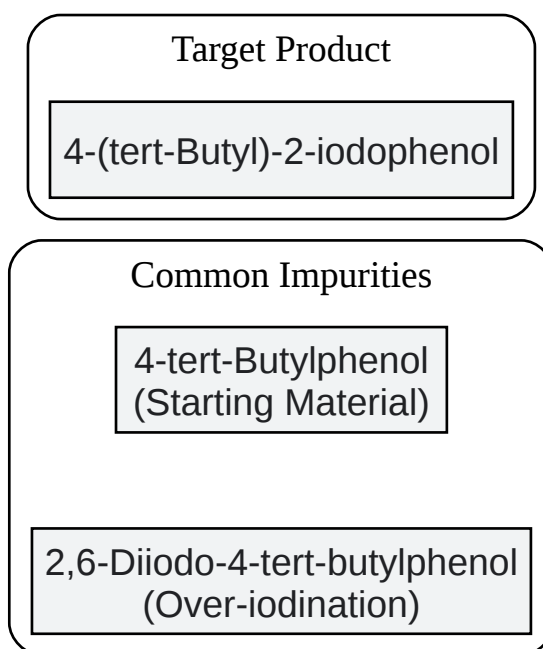 Target Product
4-(tert-Butyl)-2-iodophenol
Common Impurities
4-tert-Butylphenol
(Starting Material)
2,6-Diiodo-4-tert-butylphenol
(Over-iodination)